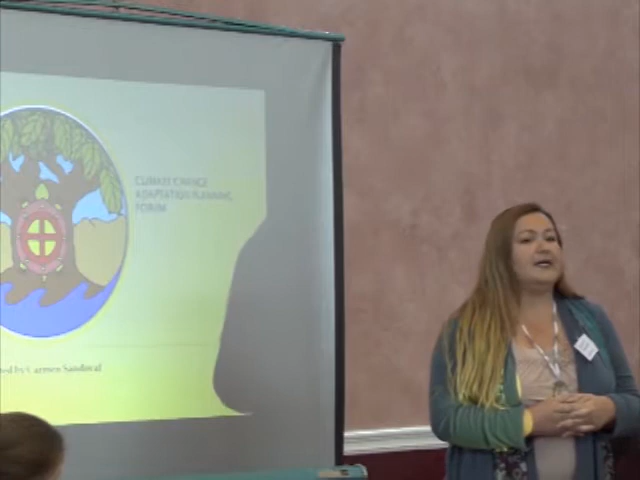 CLIMATE CHANGE
ADAPTATION PLANNING
FORUM
by Carmen Sandoval